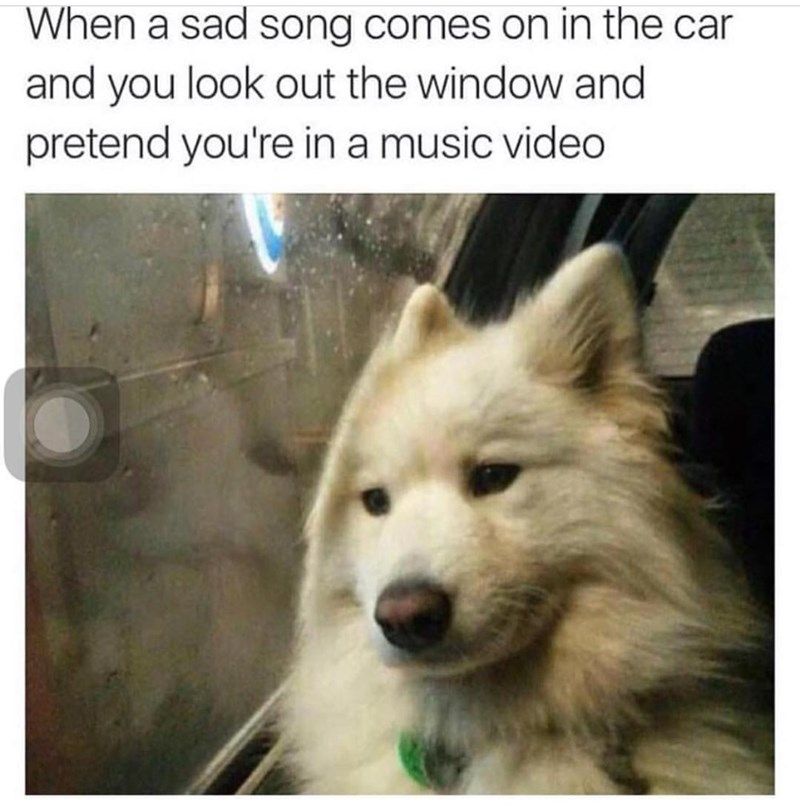 When a sad song comes on in the car
and you look out the window and
pretend you're in a music video